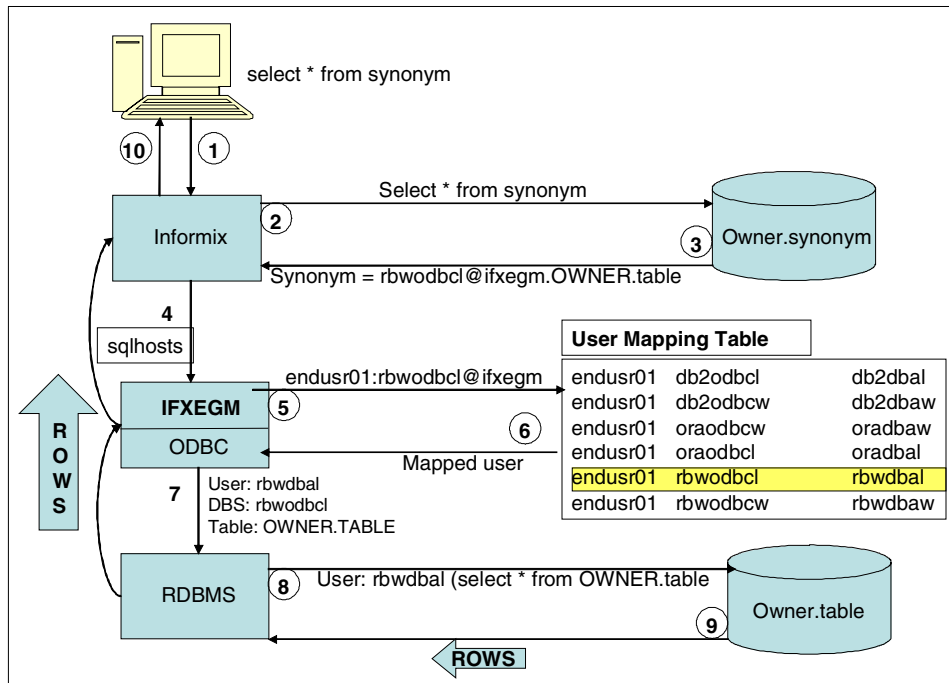 select * from synonym
10
1
Select * from synonym
2
Informix
3
Owner.synonym
Synonym = rbwodbcl@ifxegm.OWNER.table
4
sqlhosts
User Mapping Table
endusr01:rbwodbcl@ifxegm
endusr01 db2odbcl db2dbal
endusr01 db2odbcw db2dbaw
endusr01 oraodbcw oradbaw
endusr01 oraodbcl oradbal
endusr01 rbwodbcl rbwdbal
endusr01 rbwodbcw rbwdbaw
IFXEGM
5
6
ODBC
Mapped user
ROWS
7
User: rbwdbal
DBS: rbwodbcl
Table: OWNER.TABLE
User: rbwdbal (select * from OWNER.table
8
RDBMS
9
Owner.table
ROWS